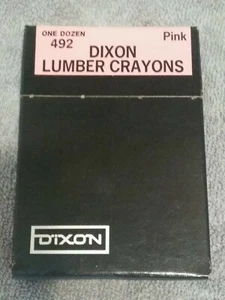 ONE DOZEN Pink
492
DIXON
LUMBER CRAYONS
DIXON